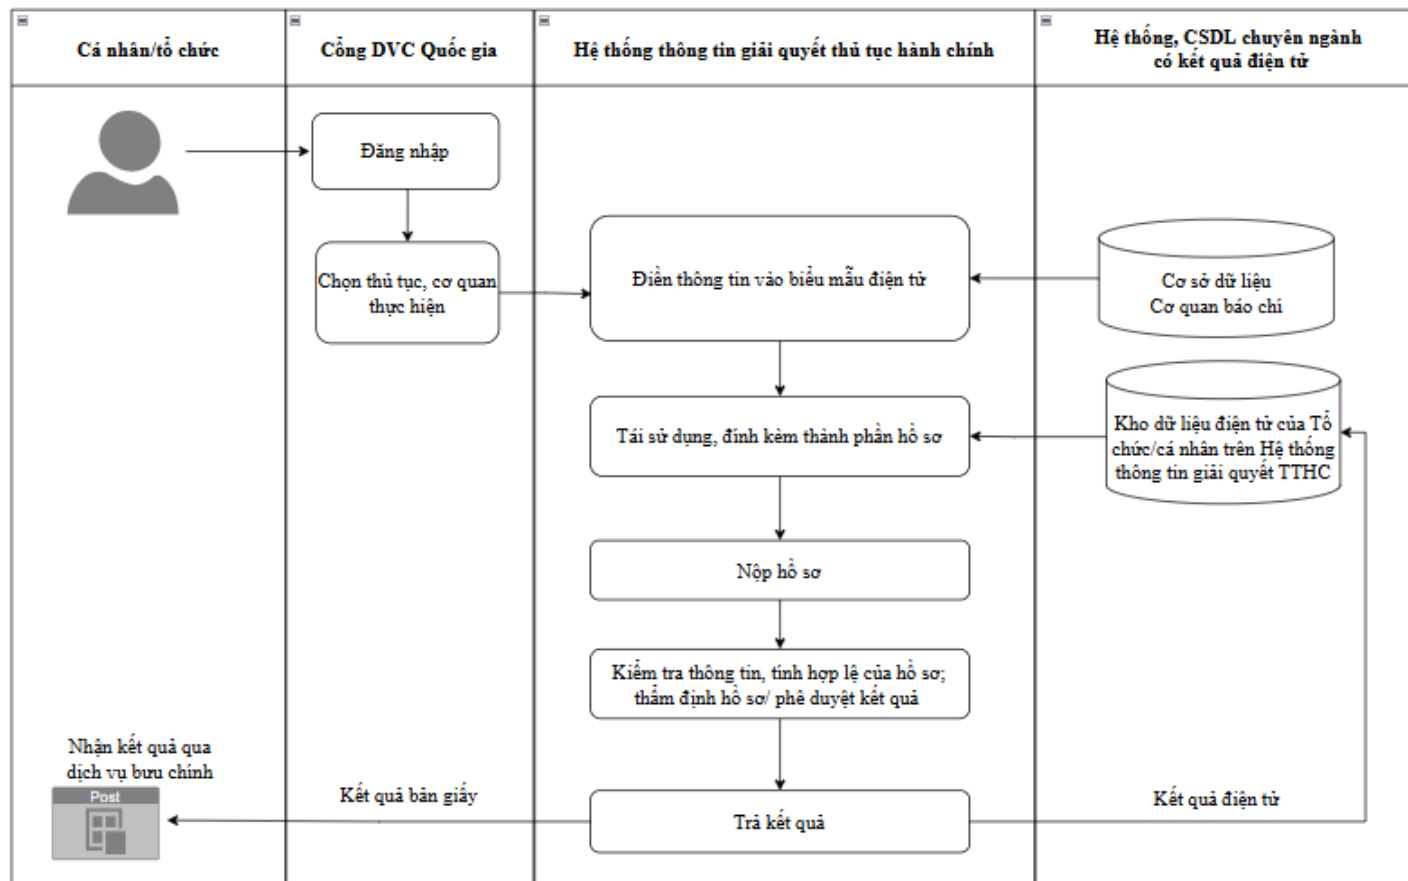 Cá nhân/tổ chức
Cổng DVC Quốc gia
Hệ thống thông tin giải quyết thủ tục hành chính
Hệ thống, CSDL chuyên ngành
có kết quả điện tử
Đăng nhập
Chọn thủ tục, cơ quan
thực hiện
Điền thông tin vào biểu mẫu điện tử
Cơ sở dữ liệu
Cơ quan báo chí
Tái sử dụng, đính kèm thành phần hồ sơ
Kho dữ liệu điện tử của Tổ
chức/cá nhân trên Hệ thống
thông tin giải quyết TTHC
Nộp hồ sơ
Kiểm tra thông tin, tính hợp lệ của hồ sơ;
thẩm định hồ sơ/ phê duyệt kết quả
Nhận kết quả qua
dịch vụ bưu chính
Post
Kết quả bản giấy
Trả kết quả
Kết quả điện tử